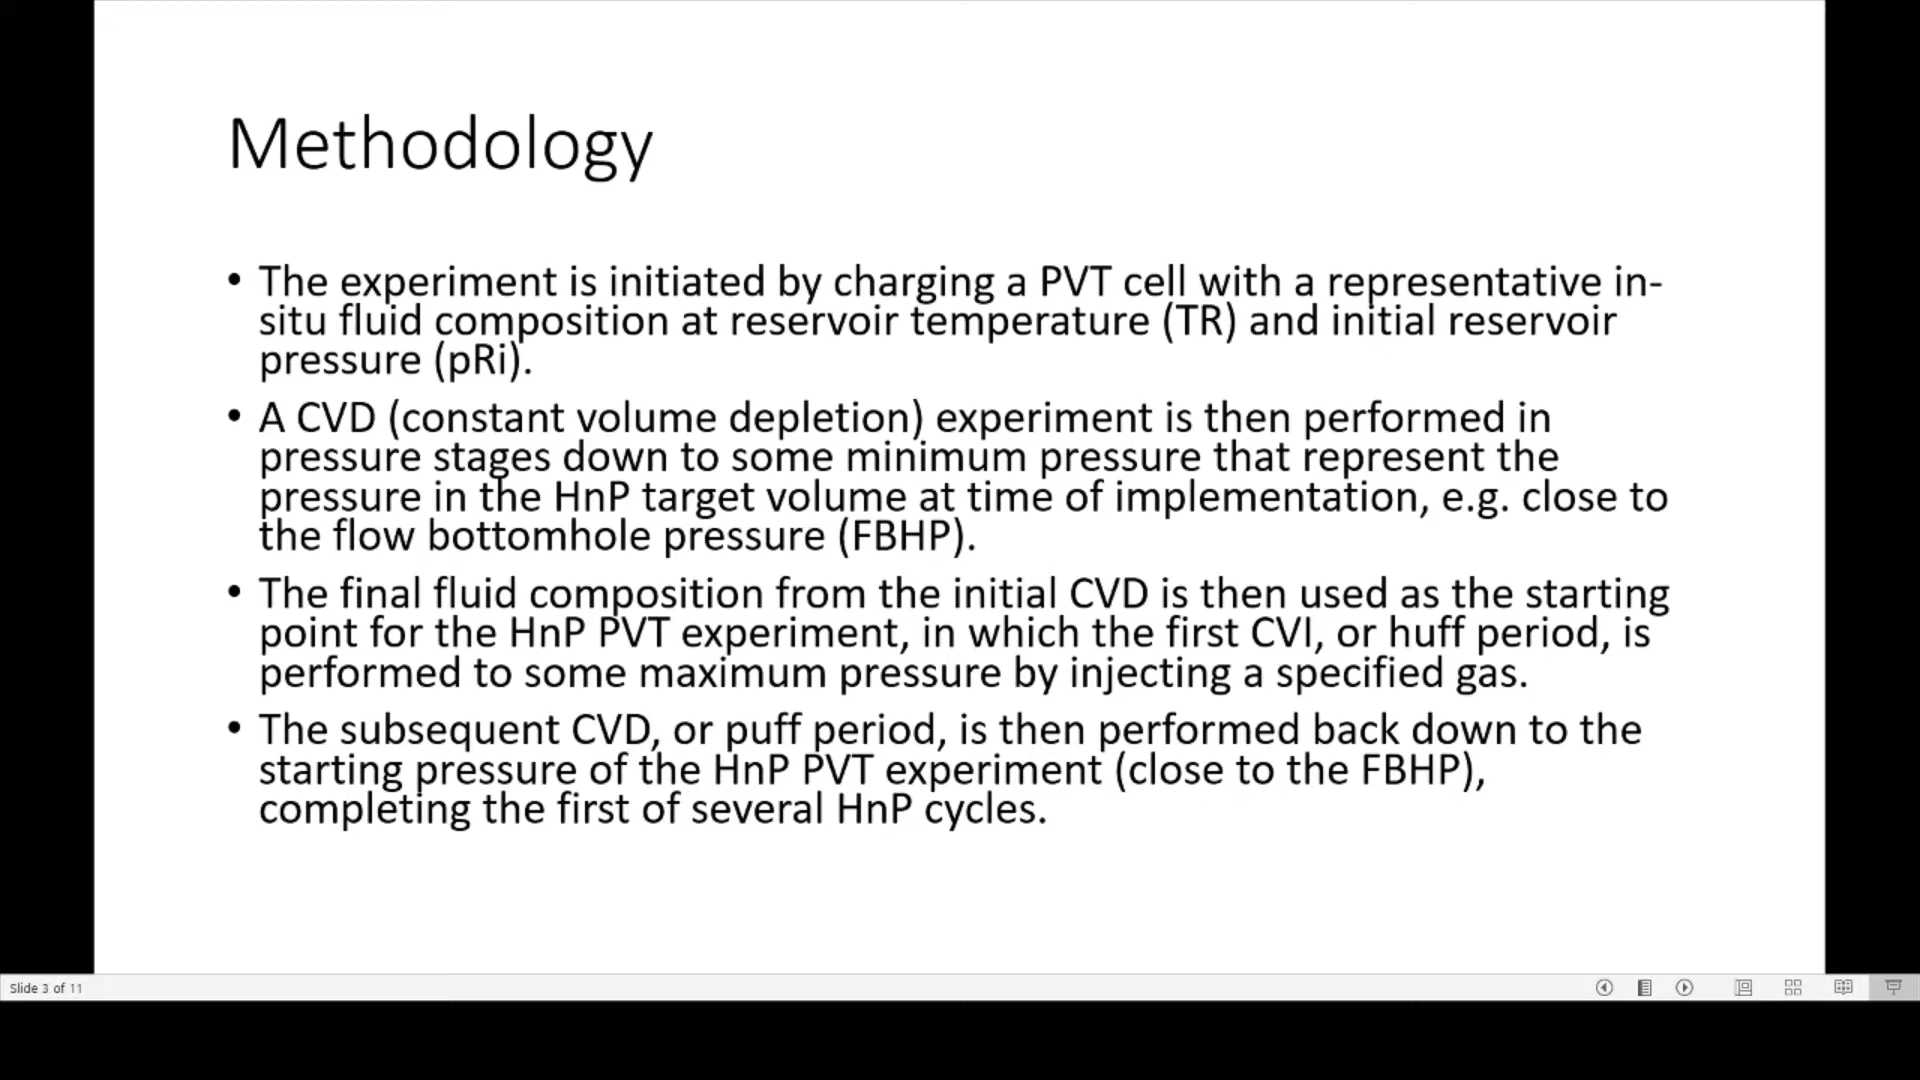 Methodology
• The experiment is initiated by charging a PVT cell with a representative in-
situ fluid composition at reservoir temperature (TR) and initial reservoir
pressure (pRi).
• A CVD (constant volume depletion) experiment is then performed in
pressure stages down to some minimum pressure that represent the
pressure in the HnP target volume at time of implementation, e.g. close to
the flow bottomhole pressure (FBHP).
• The final fluid composition from the initial CVD is then used as the starting
point for the HnP PVT experiment, in which the first CVI, or huff period, is
performed to some maximum pressure by injecting a specified gas.
• The subsequent CVD, or puff period, is then performed back down to the
starting pressure of the HnP PVT experiment (close to the FBHP),
completing the first of several HnP cycles.
Slide 3 of 11